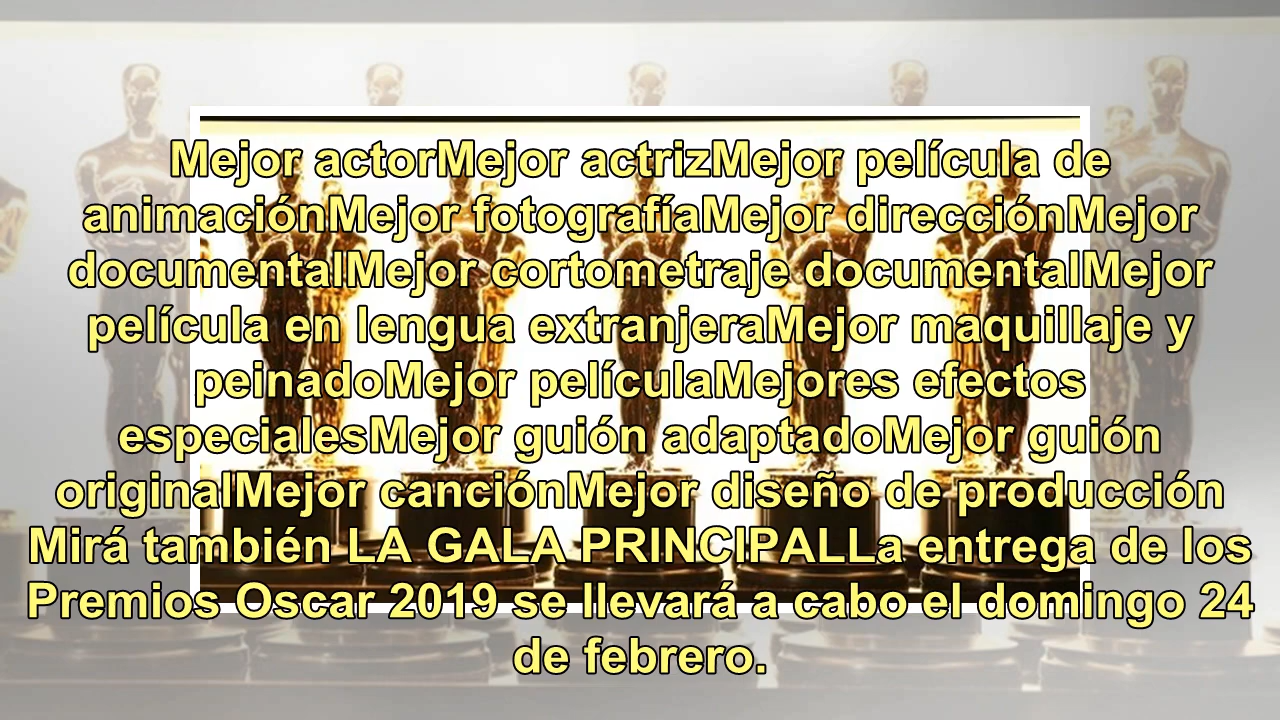 Mejor actorMejor actrizMejor película de
animaciónMejor fotografíaMejor direcciónMejor
documentalMejor cortometraje documentalMejor
película en lengua extranjeraMejor maquillaje y
peinadoMejor películaMejores efectos
especialesMejor guión adaptadoMejor guión
originalMejor canciónMejor diseño de producción
Mirá también LA GALA PRINCIPALLa entrega de los
Premios Oscar 2019 se llevará a cabo el domingo 24
de febrero.